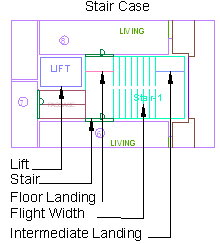 Stair Case
LIVING
LIFT
Stair 1
LIVING
Lift
Stair
Floor Landing
Flight Width
Intermediate Landing